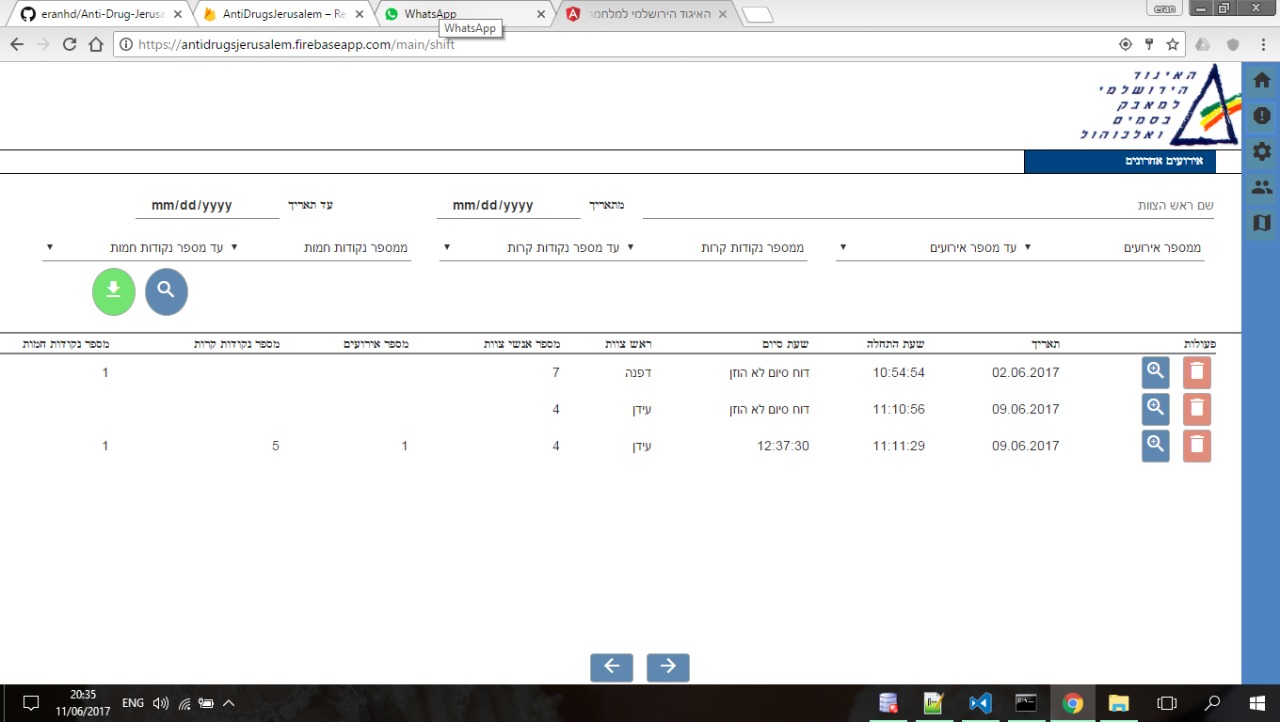 eranhd/Anti-Drug-Jerusa
AntiDrugsJerusalem – Re
WhatsApp
האיגוד הירושלמי למלחמר
eran
WhatsApp
https://antidrugsjerusalem.firebaseapp.com/main/shift
האיגוד
הירושלמי
למאבק
בסמים
ואלכוהול
אירועים אחרונים
שם ראש הצוות
מתאריך mm/dd/yyyy
עד תאריך mm/dd/yyyy
ממספר אירועים עד מספר אירועים ממספר נקודות קרות עד מספר נקודות קרות ממספר נקודות חמות עד מספר נקודות חמות
פעולות תאריך שעת התחלה שעת סיום ראש צוות מספר אנשי צוות מספר אירועים מספר נקודות קרות מספר נקודות חמות
02.06.2017 10:54:54 דוח סיום לא הוזן דפנה 7 1
09.06.2017 11:10:56 דוח סיום לא הוזן עידן 4
09.06.2017 11:11:29 12:37:30 עידן 4 1 5 1
20:35
11/06/2017
ENG